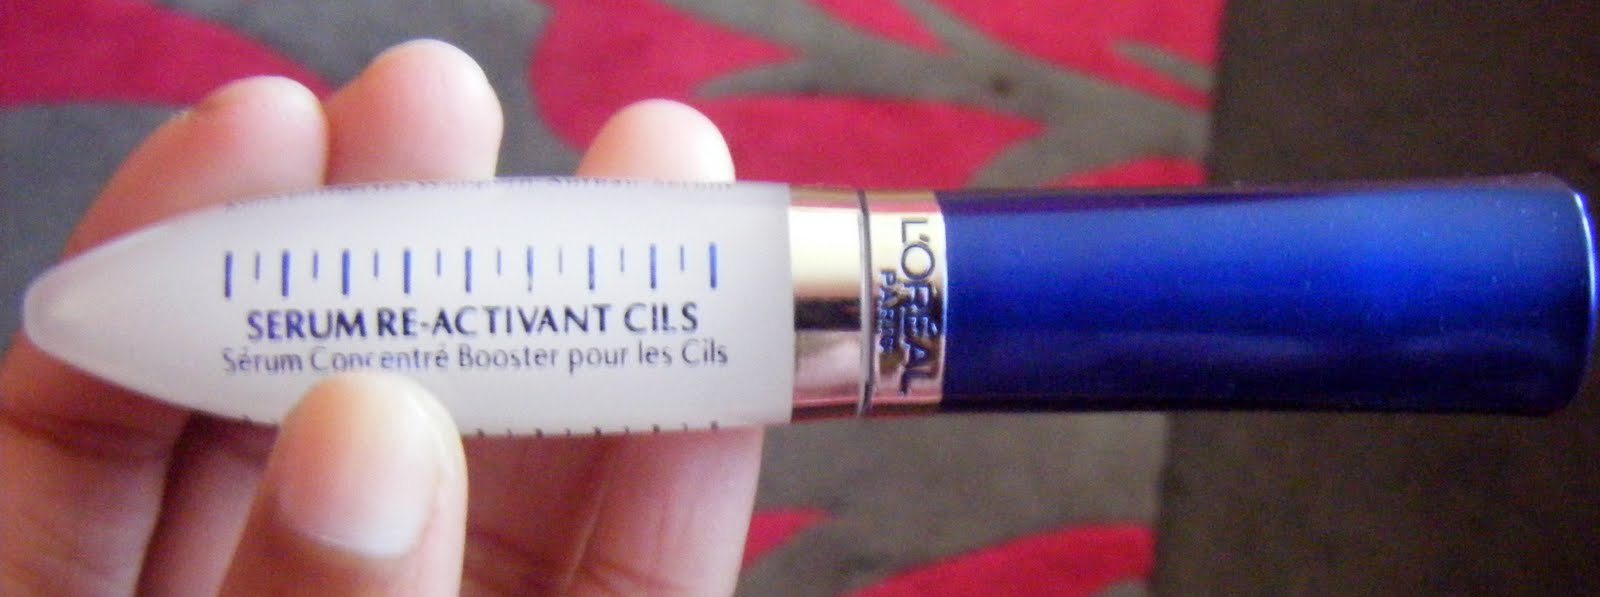 SERUM RE-ACTIVANT CILS
Sérum Concentré Booster pour les Cils
L'ORÉAL
PARIS